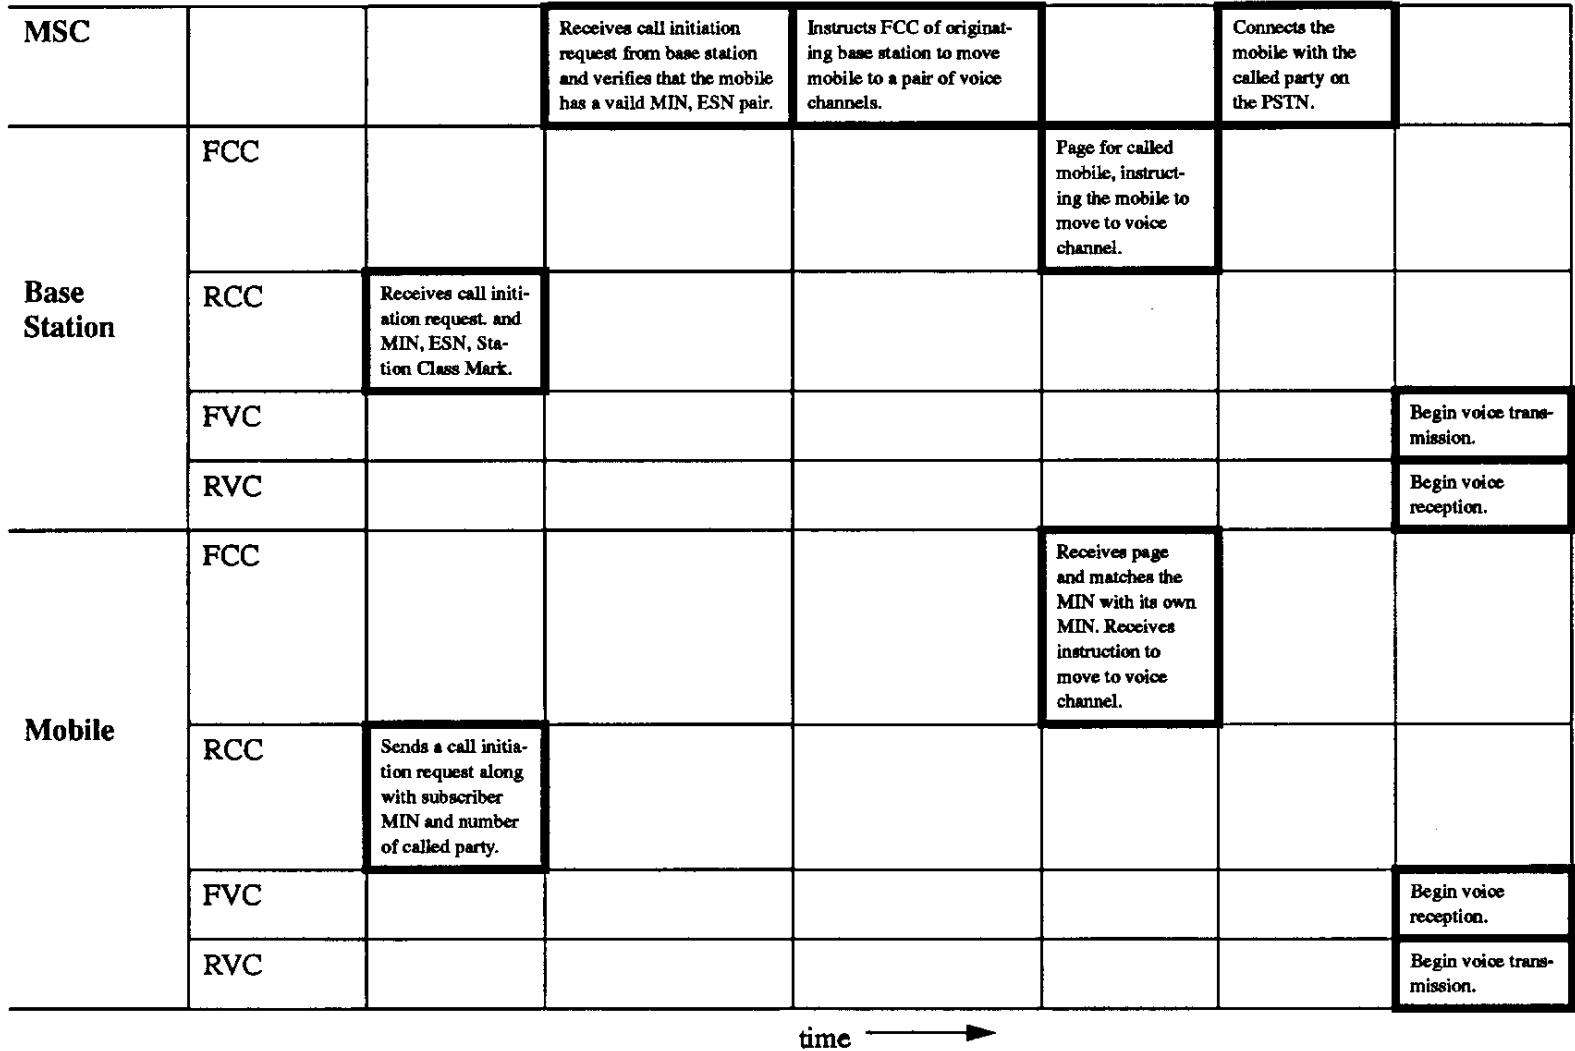 MSC
Receives call initiation
request from base station
and verifies that the mobile
has a vaild MIN, ESN pair.
Instructs FCC of originat-
ing base station to move
mobile to a pair of voice
channels.
Connects the
mobile with the
called party on
the PSTN.
Base
Station
FCC
Page for called
mobile, instruct-
ing the mobile to
move to voice
channel.
RCC
Receives call initi-
ation request. and
MIN, ESN, Sta-
tion Class Mark.
FVC
Begin voice trans-
mission.
RVC
Begin voice
reception.
Mobile
FCC
Receives page
and matches the
MIN with its own
MIN. Receives
instruction to
move to voice
channel.
RCC
Sends a call initia-
tion request along
with subscriber
MIN and number
of called party.
FVC
Begin voice
reception.
RVC
Begin voice trans-
mission.
time